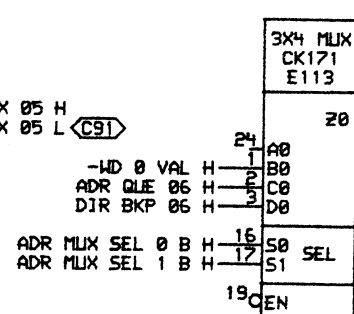 3X4 MUX
CK171
E113
X 05 H
X 05 L C91
Z0
24 A0
-WD 0 VAL H 1 B0
ADR QUE 06 H 2 C0
DIR BKP 06 H 3 D0
ADR MUX SEL 0 B H 16 S0
SEL
ADR MUX SEL 1 B H 17 S1
19 EN